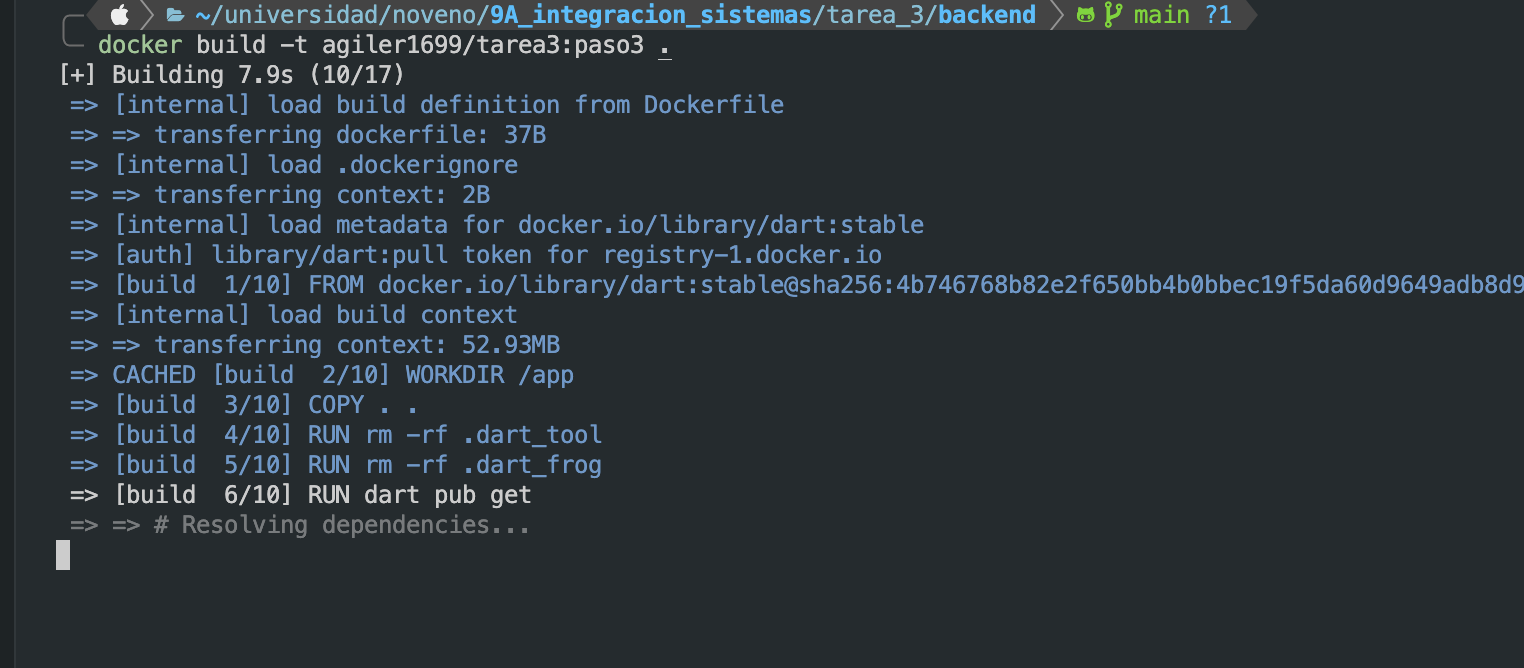 ~/universidad/noveno/9A_integracion_sistemas/tarea_3/backend main ?1
docker build -t agiler1699/tarea3:paso3 .
[+] Building 7.9s (10/17)
=> [internal] load build definition from Dockerfile
=> => transferring dockerfile: 37B
=> [internal] load .dockerignore
=> => transferring context: 2B
=> [internal] load metadata for docker.io/library/dart:stable
=> [auth] library/dart:pull token for registry-1.docker.io
=> [build  1/10] FROM docker.io/library/dart:stable@sha256:4b746768b82e2f650bb4b0bbec19f5da60d9649adb8d9
=> [internal] load build context
=> => transferring context: 52.93MB
=> CACHED [build  2/10] WORKDIR /app
=> [build  3/10] COPY . .
=> [build  4/10] RUN rm -rf .dart_tool
=> [build  5/10] RUN rm -rf .dart_frog
=> [build  6/10] RUN dart pub get
=> => # Resolving dependencies...